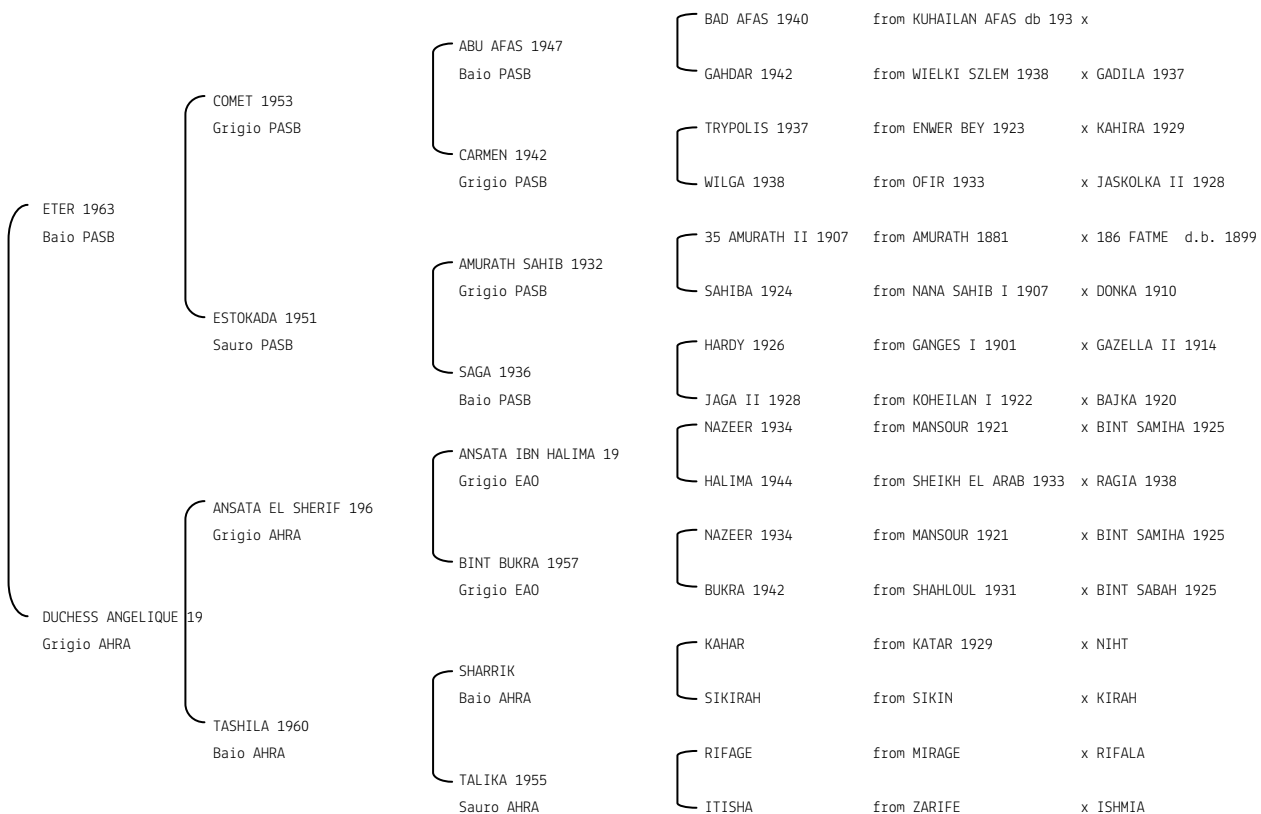 BAD AFAS 1940 from KUHAILAN AFAS db 193 x
ABU AFAS 1947
Baio PASB GAHDAR 1942 from WIELKI SZLEM 1938 x GADILA 1937
COMET 1953
Grigio PASB TRYPOLIS 1937 from ENWER BEY 1923 x KAHIRA 1929
CARMEN 1942
Grigio PASB WILGA 1938 from OFIR 1933 x JASKOLKA II 1928
ETER 1963
Baio PASB 35 AMURATH II 1907 from AMURATH 1881 x 186 FATME d.b. 1899
AMURATH SAHIB 1932
Grigio PASB SAHIBA 1924 from NANA SAHIB I 1907 x DONKA 1910
ESTOKADA 1951
Sauro PASB HARDY 1926 from GANGES I 1901 x GAZELLA II 1914
SAGA 1936
Baio PASB JAGA II 1928 from KOHEILAN I 1922 x BAJKA 1920
NAZEER 1934 from MANSOUR 1921 x BINT SAMIHA 1925
ANSATA IBN HALIMA 19
Grigio EAO HALIMA 1944 from SHEIKH EL ARAB 1933 x RAGIA 1938
ANSATA EL SHERIF 196
Grigio AHRA NAZEER 1934 from MANSOUR 1921 x BINT SAMIHA 1925
BINT BUKRA 1957
Grigio EAO BUKRA 1942 from SHAHLOUL 1931 x BINT SABAH 1925
DUCHESS ANGELIQUE 19
Grigio AHRA KAHAR from KATAR 1929 x NIHT
SHARRIK
Baio AHRA SIKIRAH from SIKIN x KIRAH
TASHILA 1960
Baio AHRA RIFAGE from MIRAGE x RIFALA
TALIKA 1955
Sauro AHRA ITISHA from ZARIFE x ISHMIA